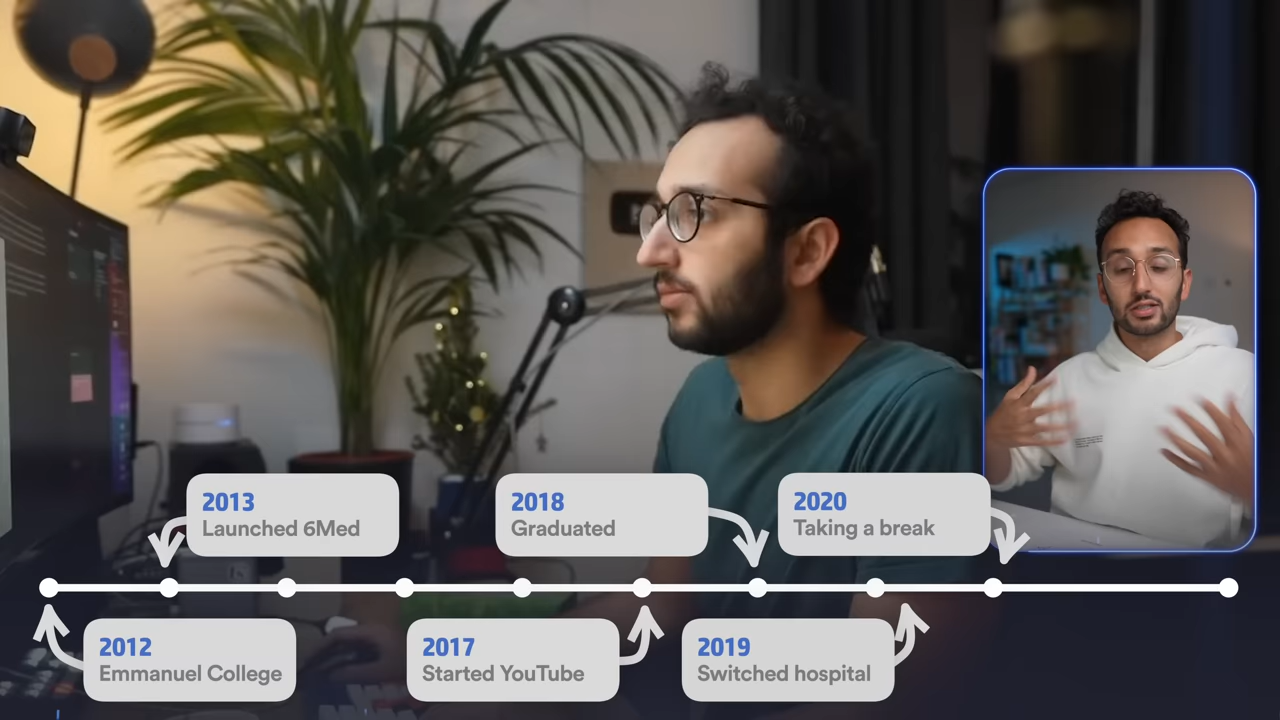 2013
Launched 6Med
2018
Graduated
2020
Taking a break
2012
Emmanuel College
2017
Started YouTube
2019
Switched hospital